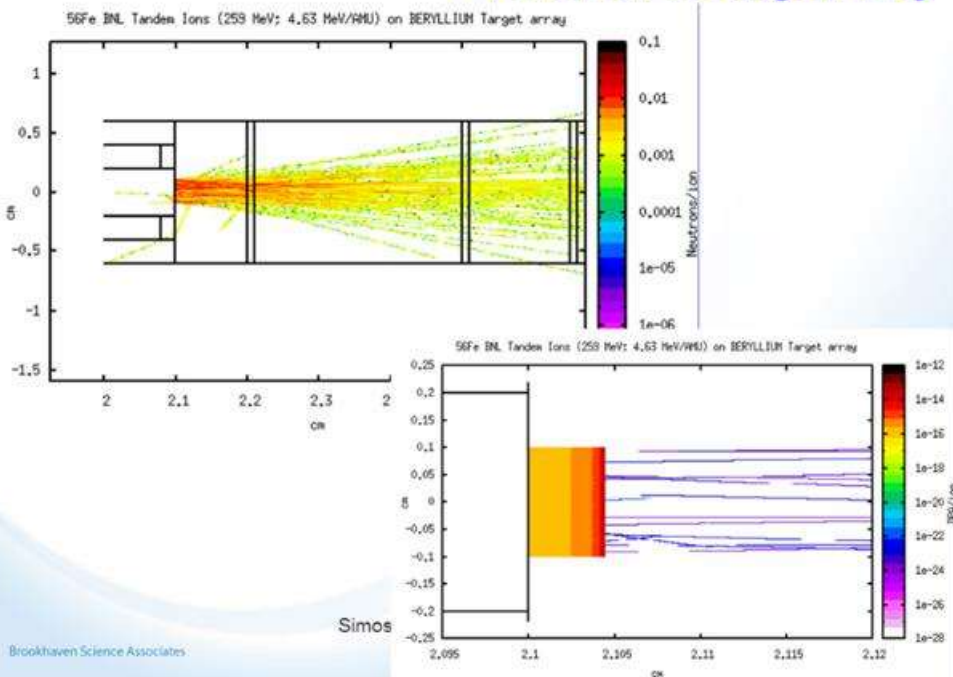 56Fe BNL Tandem Ions (259 MeV; 4.63 MeV/AMU) on BERYLLIUM Target array
1
0.5
0
-0.5
-1
-1.5
cm
2
2.1
2.2
2.3
2
cm
0.1
0.01
0.001
0.0001
1e-05
1e-06
Neutrons/ion
56Fe BNL Tandem Ions (259 MeV; 4.63 MeV/AMU) on BERYLLIUM Target array
0.25
0.2
0.15
0.1
0.05
0
-0.05
-0.1
-0.15
-0.2
-0.25
cm
2.095
2.1
2.105
2.11
2.115
2.12
cm
1e-12
1e-14
1e-16
1e-18
1e-20
1e-22
1e-24
1e-26
1e-28
DPA/ion
Simos
Brookhaven Science Associates